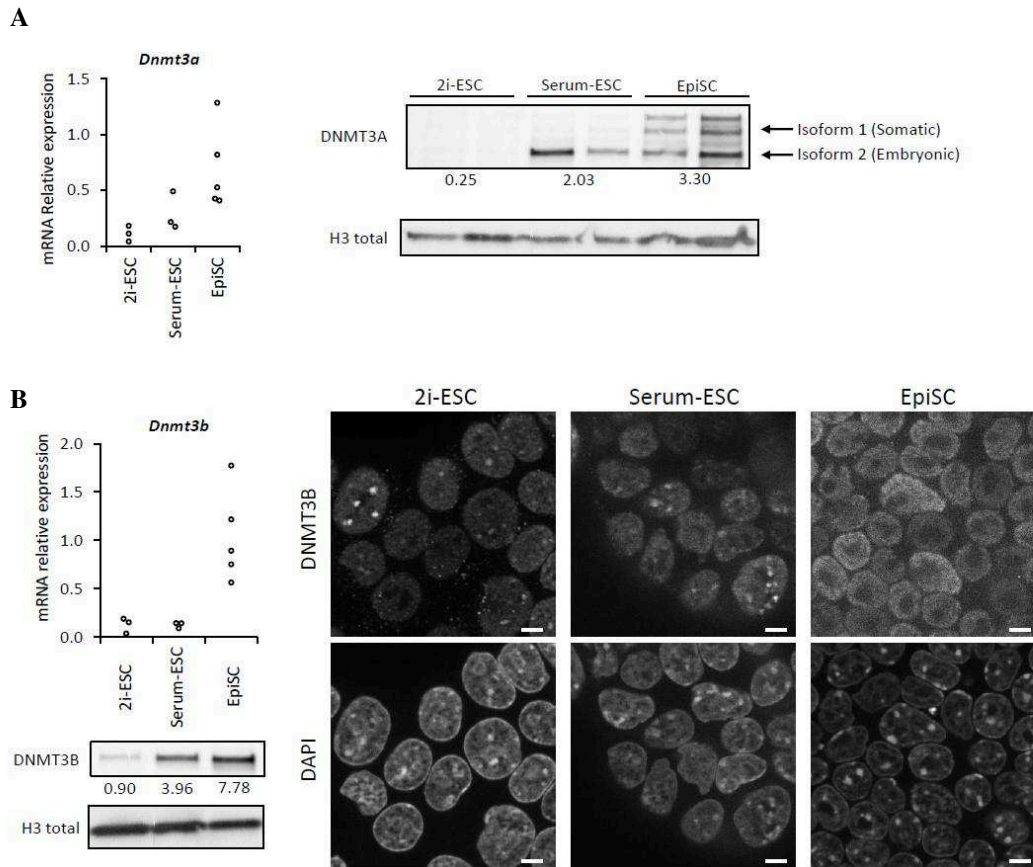 A
Dnmt3a
mRNA Relative expression
1.5
1.0
0.5
0.0
2i-ESC
Serum-ESC
EpiSC
2i-ESC Serum-ESC EpiSC
DNMT3A
Isoform 1 (Somatic)
Isoform 2 (Embryonic)
0.25 2.03 3.30
H3 total
B
Dnmt3b
mRNA relative expression
2.0
1.5
1.0
0.5
0.0
2i-ESC
Serum-ESC
EpiSC
DNMT3B
0.90 3.96 7.78
H3 total
2i-ESC Serum-ESC EpiSC
DNMT3B
DAPI